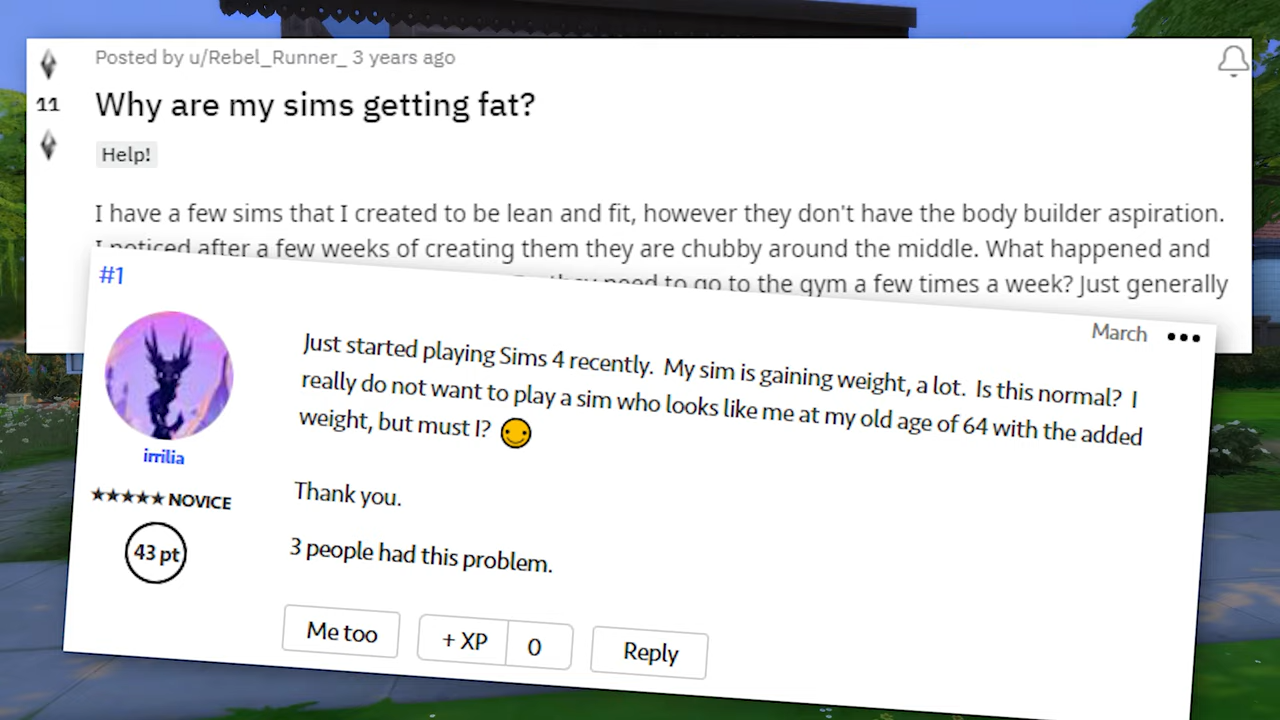 Posted by u/Rebel_Runner_ 3 years ago
11
Why are my sims getting fat?
Help!
I have a few sims that I created to be lean and fit, however they don't have the body builder aspiration.
I noticed after a few weeks of creating them they are chubby around the middle. What happened and
they need to go to the gym a few times a week? Just generally
#1
March
Just started playing Sims 4 recently.  My sim is gaining weight, a lot.  Is this normal?  I
really do not want to play a sim who looks like me at my old age of 64 with the added
weight, but must I?
irrilia
★★★★★ NOVICE
43 pt
Thank you.
3 people had this problem.
Me too
+ XP
0
Reply